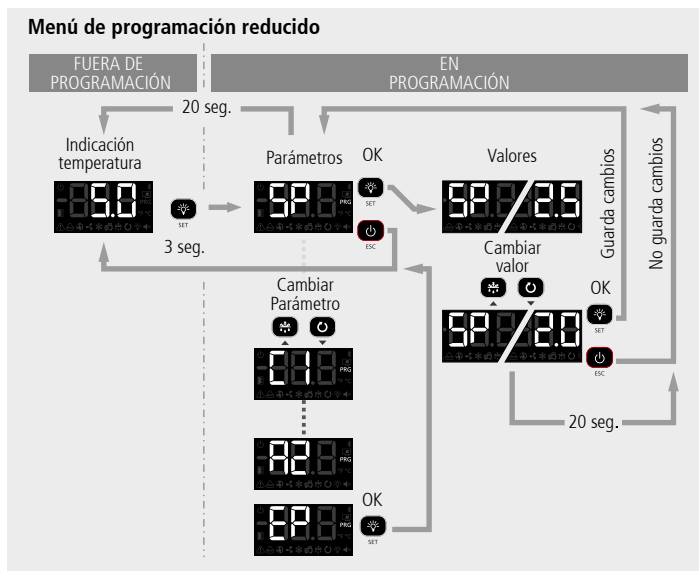 Menú de programación reducido
FUERA DE
PROGRAMACIÓN
EN
PROGRAMACIÓN
20 seg.
Indicación
temperatura
Parámetros
OK
Valores
5.0
SET
SP
PRG
SET
SP
2.5
3 seg.
ESC
Guarda cambios
No guarda cambios
Cambiar
valor
Cambiar
Parámetro
OK
SP
2.0
SET
C1
PRG
ESC
20 seg.
A2
PRG
OK
EP
PRG
SET